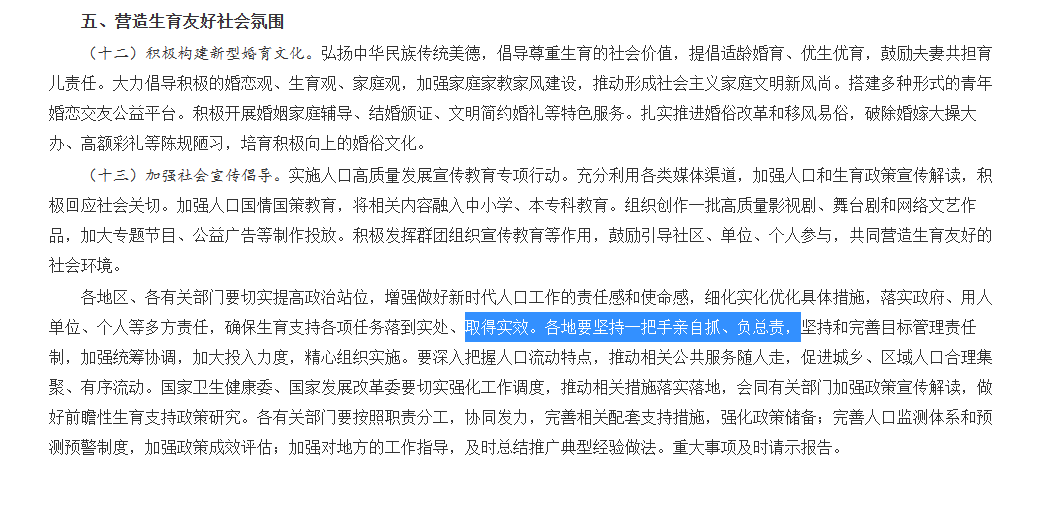 五、营造生育友好社会氛围
（十二）积极构建新型婚育文化。弘扬中华民族传统美德，倡导尊重生育的社会价值，提倡适龄婚育、优生优育，鼓励夫妻共担育
儿责任。大力倡导积极的婚恋观、生育观、家庭观，加强家庭家教家风建设，推动形成社会主义家庭文明新风尚。搭建多种形式的青年
婚恋交友公益平台。积极开展婚姻家庭辅导、结婚颁证、文明简约婚礼等特色服务。扎实推进婚俗改革和移风易俗，破除婚嫁大操大
办、高额彩礼等陈规陋习，培育积极向上的婚俗文化。
（十三）加强社会宣传倡导。实施人口高质量发展宣传教育专项行动。充分利用各类媒体渠道，加强人口和生育政策宣传解读，积
极回应社会关切。加强人口国情国策教育，将相关内容融入中小学、本专科教育。组织创作一批高质量影视剧、舞台剧和网络文艺作
品，加大专题节目、公益广告等制作投放。积极发挥群团组织宣传教育等作用，鼓励引导社区、单位、个人参与，共同营造生育友好的
社会环境。
各地区、各有关部门要切实提高政治站位，增强做好新时代人口工作的责任感和使命感，细化实化优化具体措施，落实政府、用人
单位、个人等多方责任，确保生育支持各项任务落到实处、取得实效。各地要坚持一把手亲自抓、负总责，坚持和完善目标管理责任
制，加强统筹协调，加大投入力度，精心组织实施。要深入把握人口流动特点，推动相关公共服务随人走，促进城乡、区域人口合理集
聚、有序流动。国家卫生健康委、国家发展改革委要切实强化工作调度，推动相关措施落实落地，会同有关部门加强政策宣传解读，做
好前瞻性生育支持政策研究。各有关部门要按照职责分工，协同发力，完善相关配套支持措施，强化政策储备；完善人口监测体系和预
测预警制度，加强政策成效评估；加强对地方的工作指导，及时总结推广典型经验做法。重大事项及时请示报告。